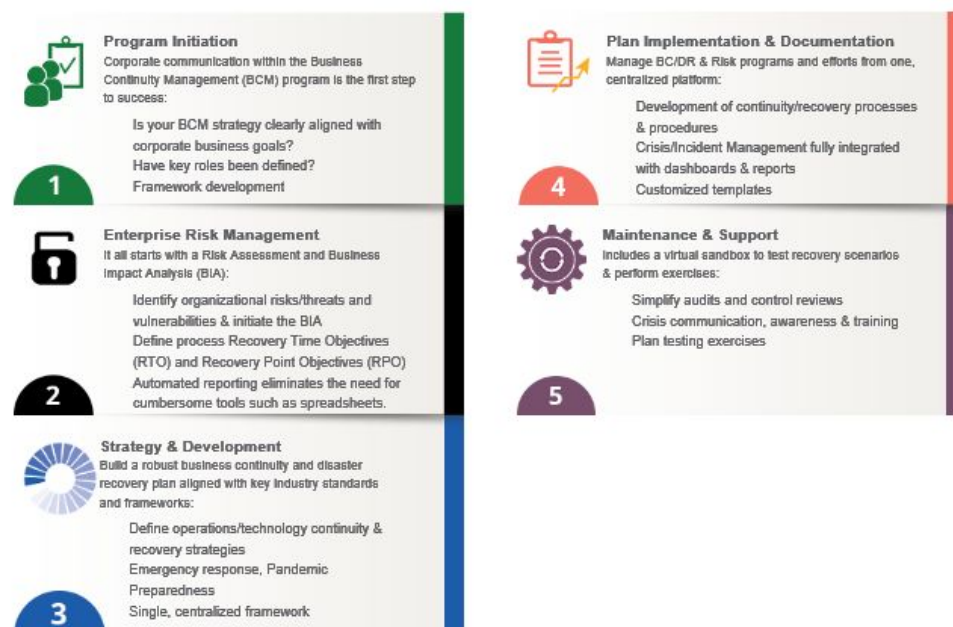 Program Initiation
Corporate communication within the Business
Continuity Management (BCM) program is the first step
to success:
Is your BCM strategy clearly aligned with
corporate business goals?
Have key roles been defined?
Framework development
1
Enterprise Risk Management
It all starts with a Risk Assessment and Business
Impact Analysis (BIA):
Identify organizational risks/threats and
vulnerabilities & initiate the BIA
Define process Recovery Time Objectives
(RTO) and Recovery Point Objectives (RPO)
Automated reporting eliminates the need for
cumbersome tools such as spreadsheets.
2
Strategy & Development
Build a robust business continuity and disaster
recovery plan aligned with key industry standards
and frameworks:
Define operations/technology continuity &
recovery strategies
Emergency response, Pandemic
Preparedness
Single, centralized framework
3
Plan Implementation & Documentation
Manage BC/DR & Risk programs and efforts from one,
centralized platform:
Development of continuity/recovery processes
& procedures
Crisis/Incident Management fully integrated
with dashboards & reports
Customized templates
4
Maintenance & Support
Includes a virtual sandbox to test recovery scenarios
& perform exercises:
Simplify audits and control reviews
Crisis communication, awareness & training
Plan testing exercises
5